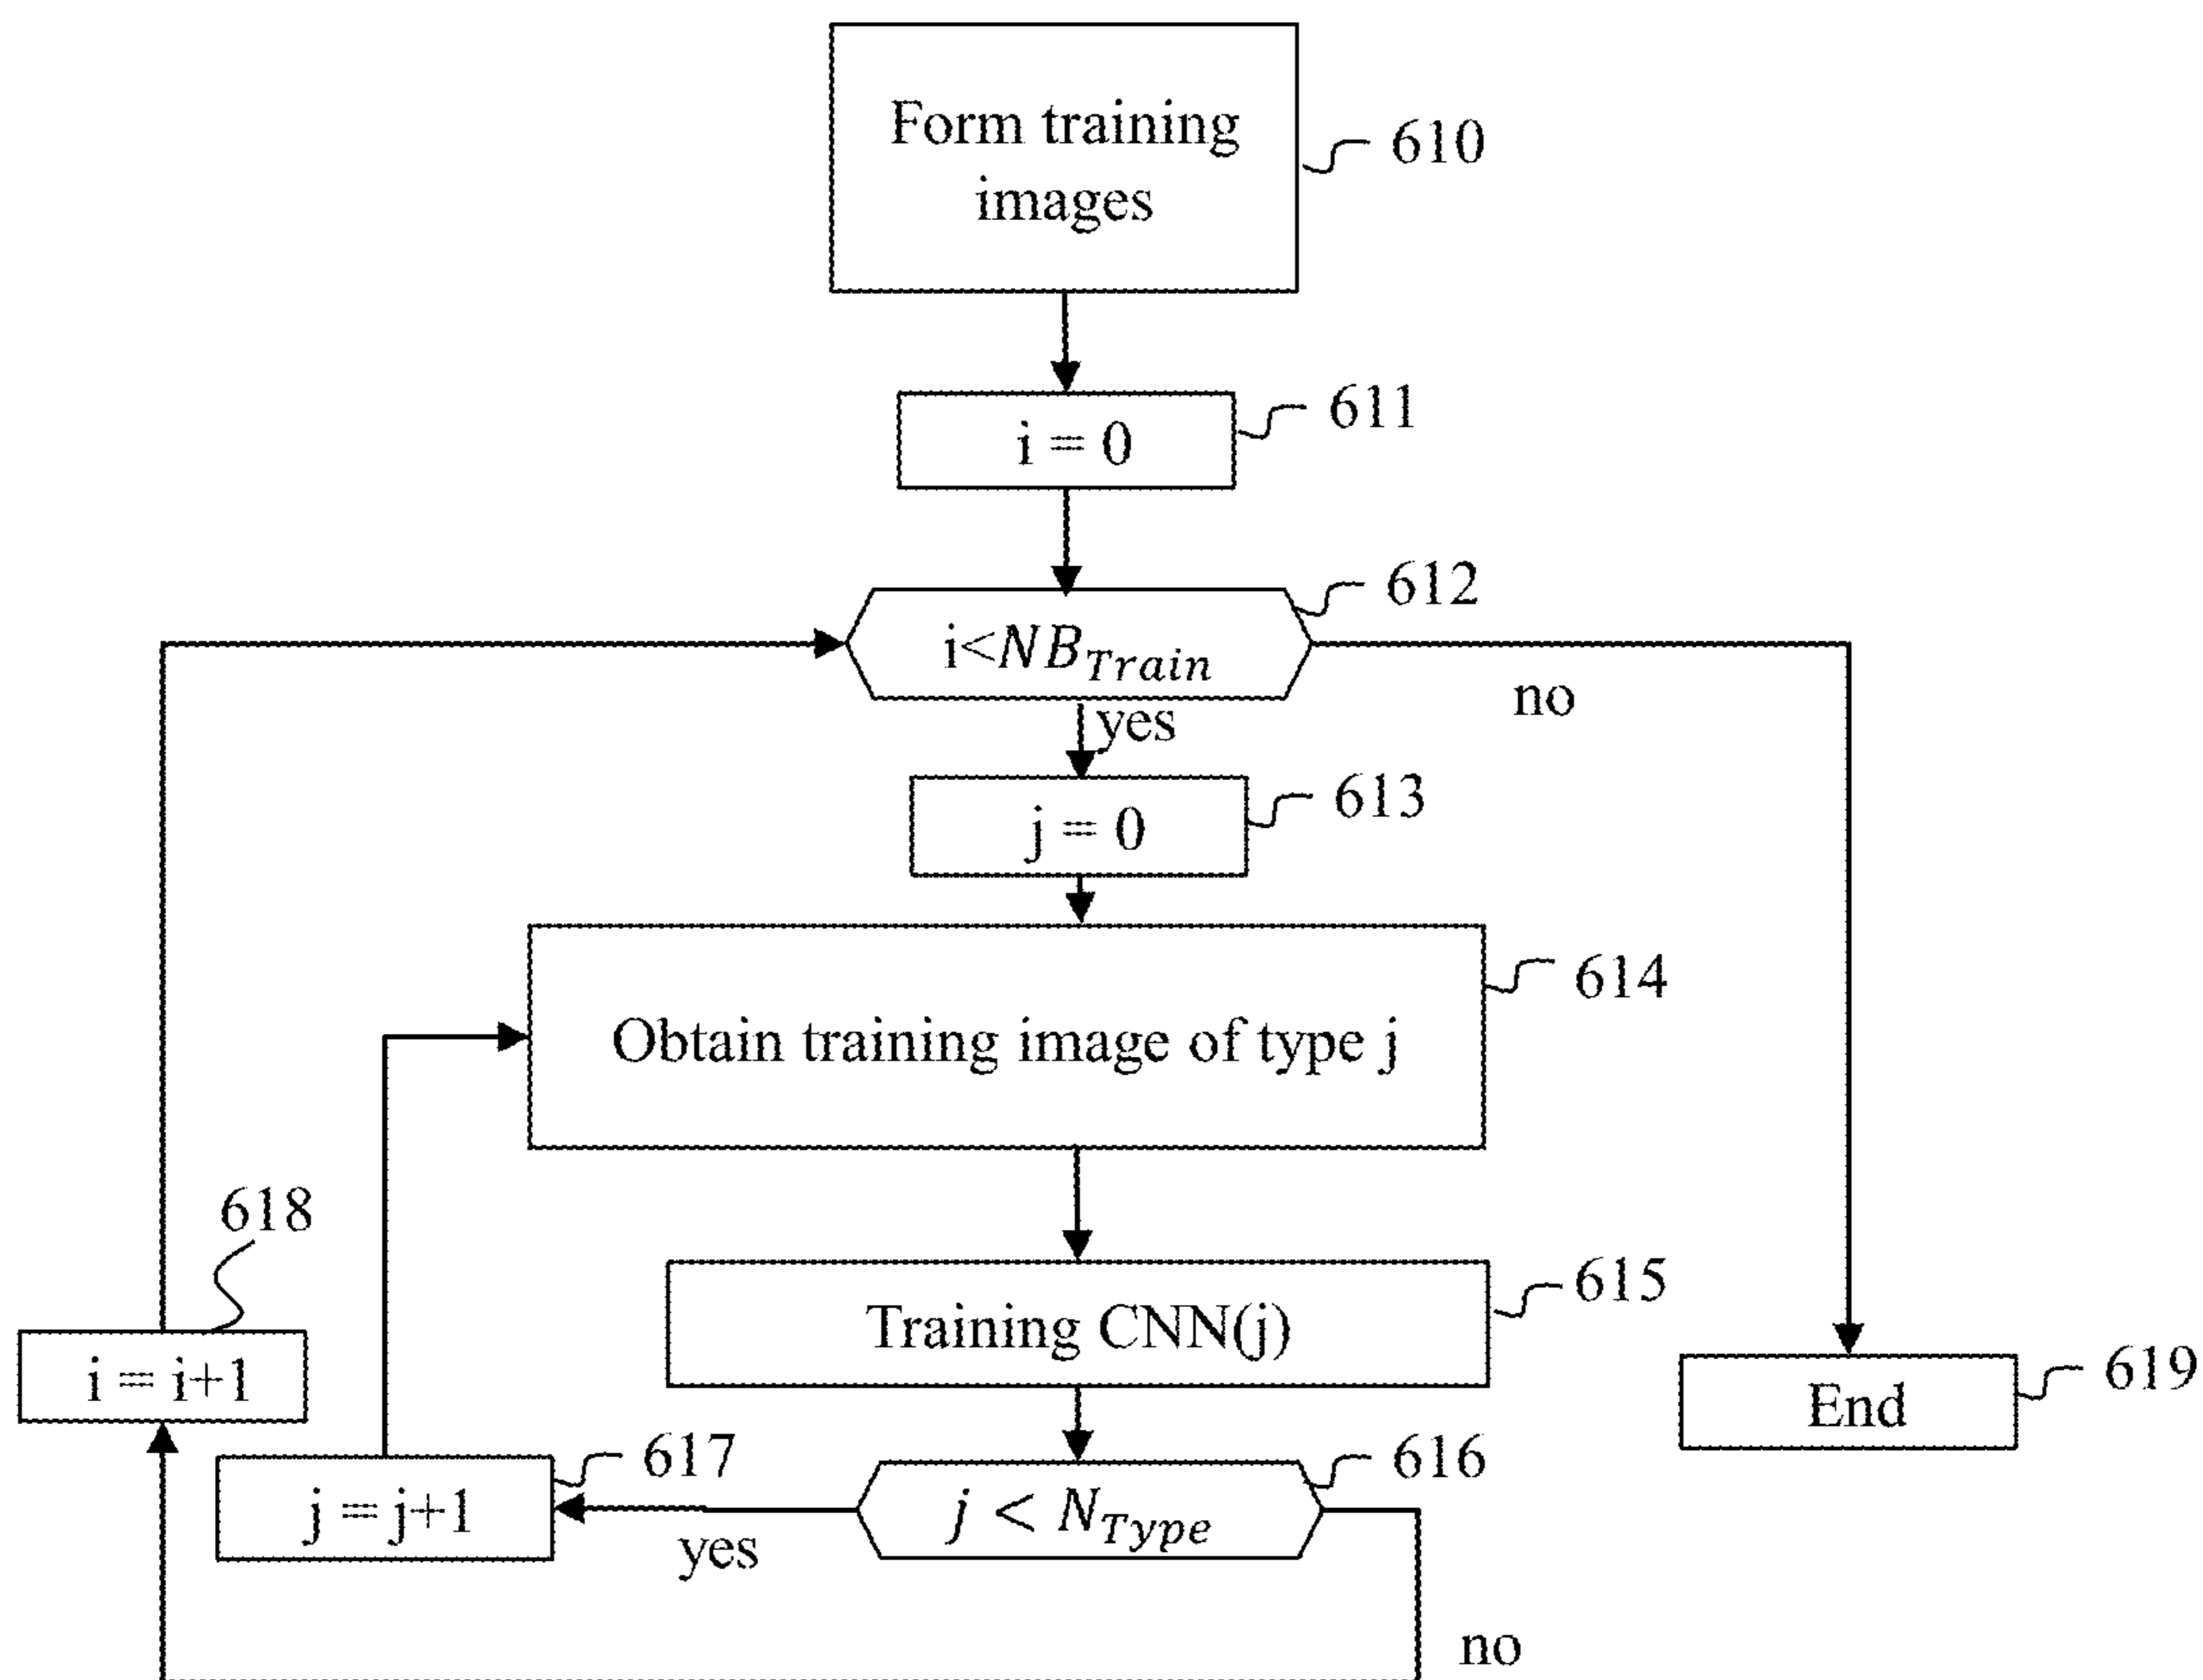 Form training
images
610
i = 0
611
612
i<NB_Train
no
yes
j = 0
613
614
Obtain training image of type j
618
615
Training CNN(j)
i = i+1
619
End
617
616
j = j+1
j < N_Type
yes
no